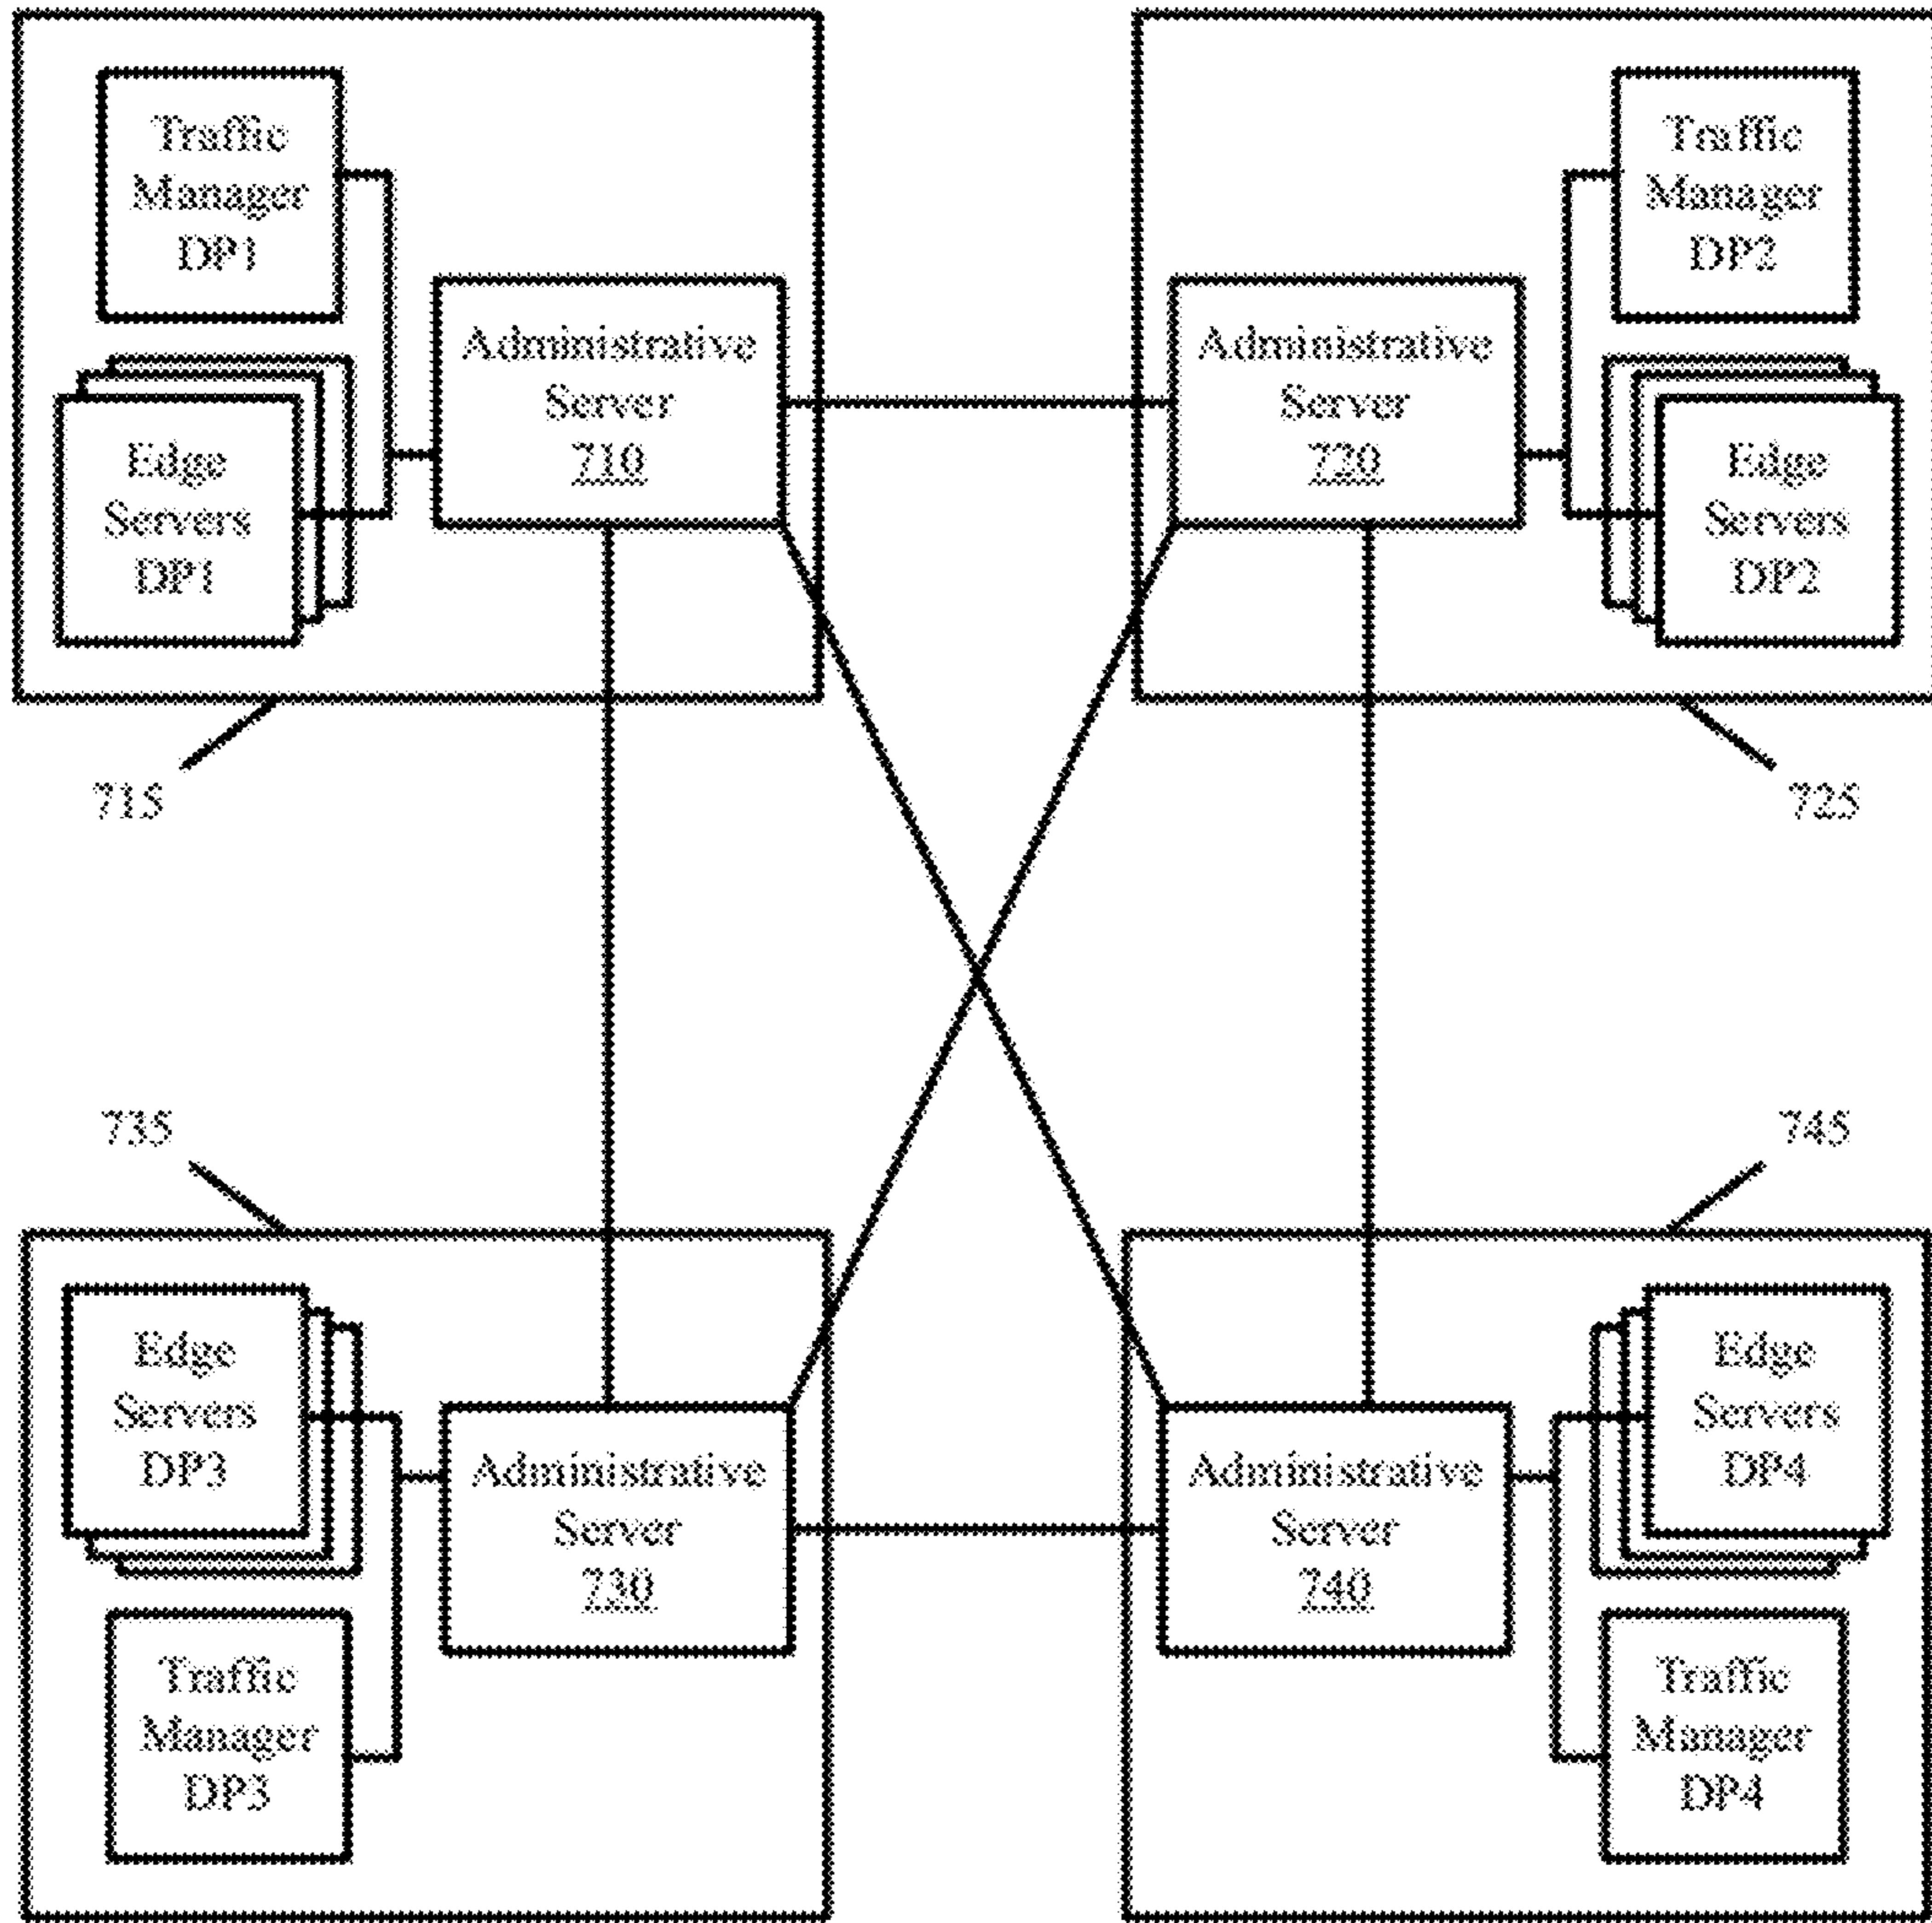 Traffic
Manager
DP1
Edge
Servers
DP1
Administrative
Server
710
715
Administrative
Server
720
Traffic
Manager
DP2
Edge
Servers
DP2
725
735
Edge
Servers
DP3
Traffic
Manager
DP3
Administrative
Server
730
745
Administrative
Server
740
Edge
Servers
DP4
Traffic
Manager
DP4